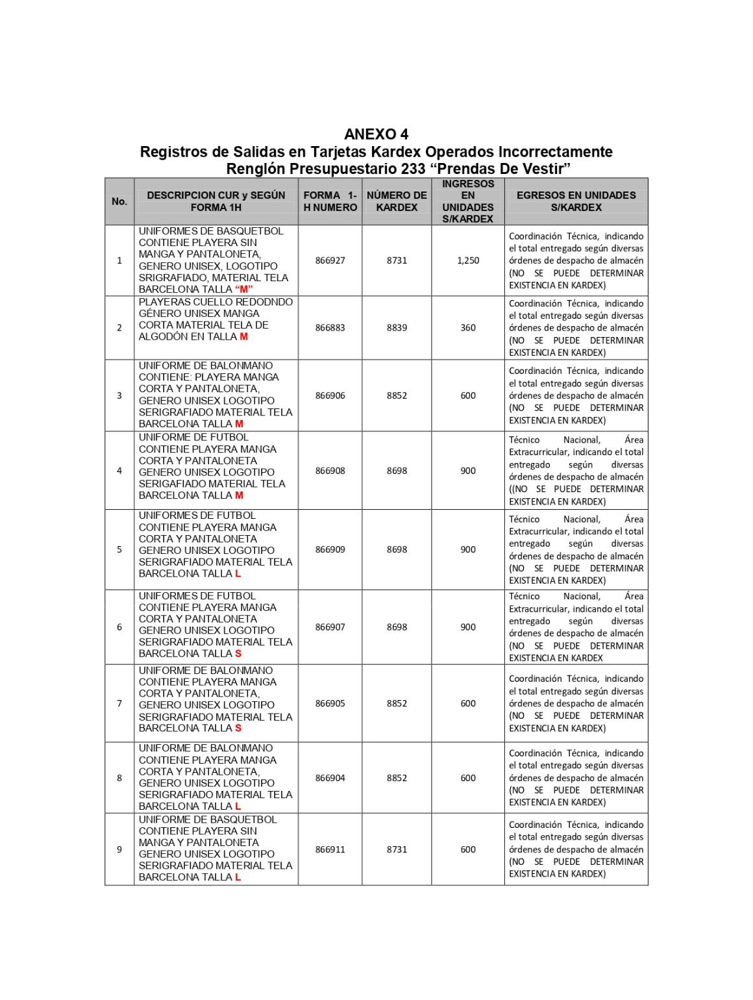 ANEXO 4
Registros de Salidas en Tarjetas Kardex Operados Incorrectamente
Renglón Presupuestario 233 “Prendas De Vestir”
No.
DESCRIPCION CUR y SEGÚN
FORMA 1H
FORMA 1-
H NUMERO
NÚMERO DE
KARDEX
INGRESOS
EN
UNIDADES
S/KARDEX
EGRESOS EN UNIDADES
S/KARDEX
1
UNIFORMES DE BASQUETBOL
CONTIENE PLAYERA SIN
MANGA Y PANTALONETA,
GENERO UNISEX, LOGOTIPO
SRIGRAFIADO, MATERIAL TELA
BARCELONA TALLA “M”
866927
8731
1,250
Coordinación Técnica, indicando
el total entregado según diversas
órdenes de despacho de almacén
(NO SE PUEDE DETERMINAR
EXISTENCIA EN KARDEX)
2
PLAYERAS CUELLO REDODNDO
GÉNERO UNISEX MANGA
CORTA MATERIAL TELA DE
ALGODÓN EN TALLA M
866883
8839
360
Coordinación Técnica, indicando
el total entregado según diversas
órdenes de despacho de almacén
(NO SE PUEDE DETERMINAR
EXISTENCIA EN KARDEX)
3
UNIFORME DE BALONMANO
CONTIENE: PLAYERA MANGA
CORTA Y PANTALONETA,
GENERO UNISEX LOGOTIPO
SERIGRAFIADO MATERIAL TELA
BARCELONA TALLA M
866906
8852
600
Coordinación Técnica, indicando
el total entregado según diversas
órdenes de despacho de almacén
(NO SE PUEDE DETERMINAR
EXISTENCIA EN KARDEX)
4
UNIFORME DE FUTBOL
CONTIENE PLAYERA MANGA
CORTA Y PANTALONETA
GENERO UNISEX LOGOTIPO
SERIGAFIADO MATERIAL TELA
BARCELONA TALLA M
866908
8698
900
Técnico Nacional, Área
Extracurricular, indicando el total
entregado según diversas
órdenes de despacho de almacén
((NO SE PUEDE DETERMINAR
EXISTENCIA EN KARDEX)
5
UNIFORMES DE FUTBOL
CONTIENE PLAYERA MANGA
CORTA Y PANTALONETA
GENERO UNISEX LOGOTIPO
SERIGRAFIADO MATERIAL TELA
BARCELONA TALLA L
866909
8698
900
Técnico Nacional, Área
Extracurricular, indicando el total
entregado según diversas
órdenes de despacho de almacén
(NO SE PUEDE DETERMINAR
EXISTENCIA EN KARDEX)
6
UNIFORMES DE FUTBOL
CONTIENE PLAYERA MANGA
CORTA Y PANTALONETA
GENERO UNISEX LOGOTIPO
SERIGRAFIADO MATERIAL TELA
BARCELONA TALLA S
866907
8698
900
Técnico Nacional, Área
Extracurricular, indicando el total
entregado según diversas
órdenes de despacho de almacén
(NO SE PUEDE DETERMINAR
EXISTENCIA EN KARDEX
7
UNIFORME DE BALONMANO
CONTIENE PLAYERA MANGA
CORTA Y PANTALONETA,
GENERO UNISEX LOGOTIPO
SERIGRAFIADO MATERIAL TELA
BARCELONA TALLA S
866905
8852
600
Coordinación Técnica, indicando
el total entregado según diversas
órdenes de despacho de almacén
(NO SE PUEDE DETERMINAR
EXISTENCIA EN KARDEX)
8
UNIFORME DE BALONMANO
CONTIENE PLAYERA MANGA
CORTA Y PANTALONETA,
GENERO UNISEX LOGOTIPO
SERIGRAFIADO MATERIAL TELA
BARCELONA TALLA L
866904
8852
600
Coordinación Técnica, indicando
el total entregado según diversas
órdenes de despacho de almacén
(NO SE PUEDE DETERMINAR
EXISTENCIA EN KARDEX)
9
UNIFORME DE BASQUETBOL
CONTIENE PLAYERA SIN
MANGA Y PANTALONETA
GENERO UNISEX LOGOTIPO
SERIGRAFIADO MATERIAL TELA
BARCELONA TALLA L
866911
8731
600
Coordinación Técnica, indicando
el total entregado según diversas
órdenes de despacho de almacén
(NO SE PUEDE DETERMINAR
EXISTENCIA EN KARDEX)